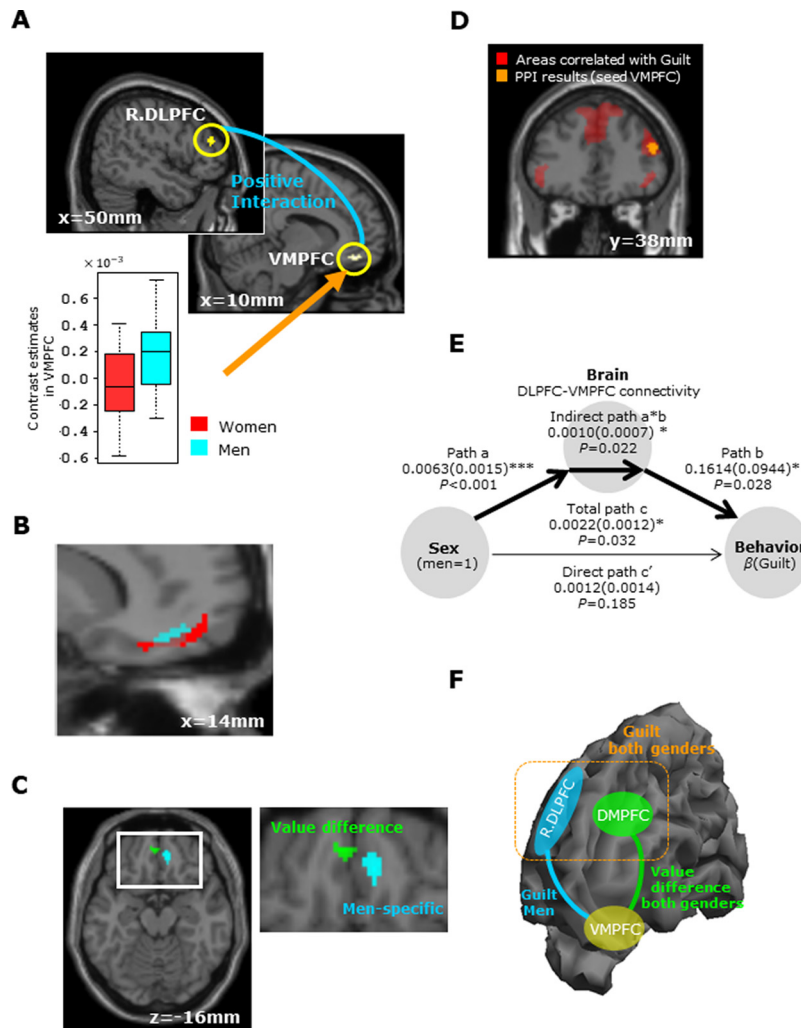 A
R.DLPFC
Positive
Interaction
x=50mm
VMPFC
x=10mm
× 10⁻³
0.6
0.4
0.2
0.0
-0.2
-0.4
-0.6
Contrast estimates
in VMPFC
Women
Men
B
x=14mm
C
Value difference
Men-specific
z=-16mm
D
Areas correlated with Guilt
PPI results (seed VMPFC)
y=38mm
E
Brain
DLPFC-VMPFC connectivity
Indirect path a*b
0.0010(0.0007) *
P=0.022
Path a
0.0063(0.0015)***
P<0.001
Path b
0.1614(0.0944)*
P=0.028
Total path c
0.0022(0.0012)*
P=0.032
Sex
(men=1)
Behavior
β(Guilt)
Direct path c′
0.0012(0.0014)
P=0.185
F
Guilt
both genders
R.DLPFC
DMPFC
Guilt
Men
Value
difference
both genders
VMPFC